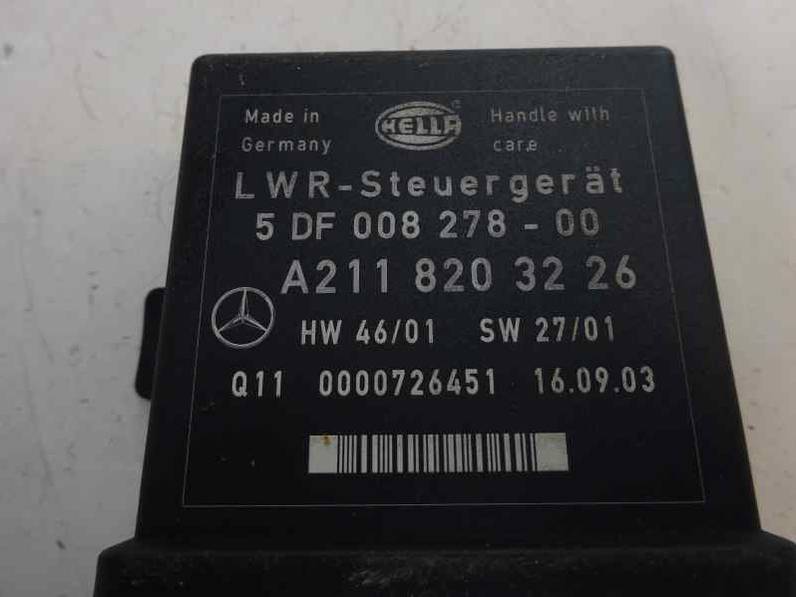 Made in Germany
HELLA
®
Handle with care
LWR-Steuergerät
5 DF 008 278 - 00
A211 820 32 26
HW 46/01 SW 27/01
Q11 0000726451 16.09.03